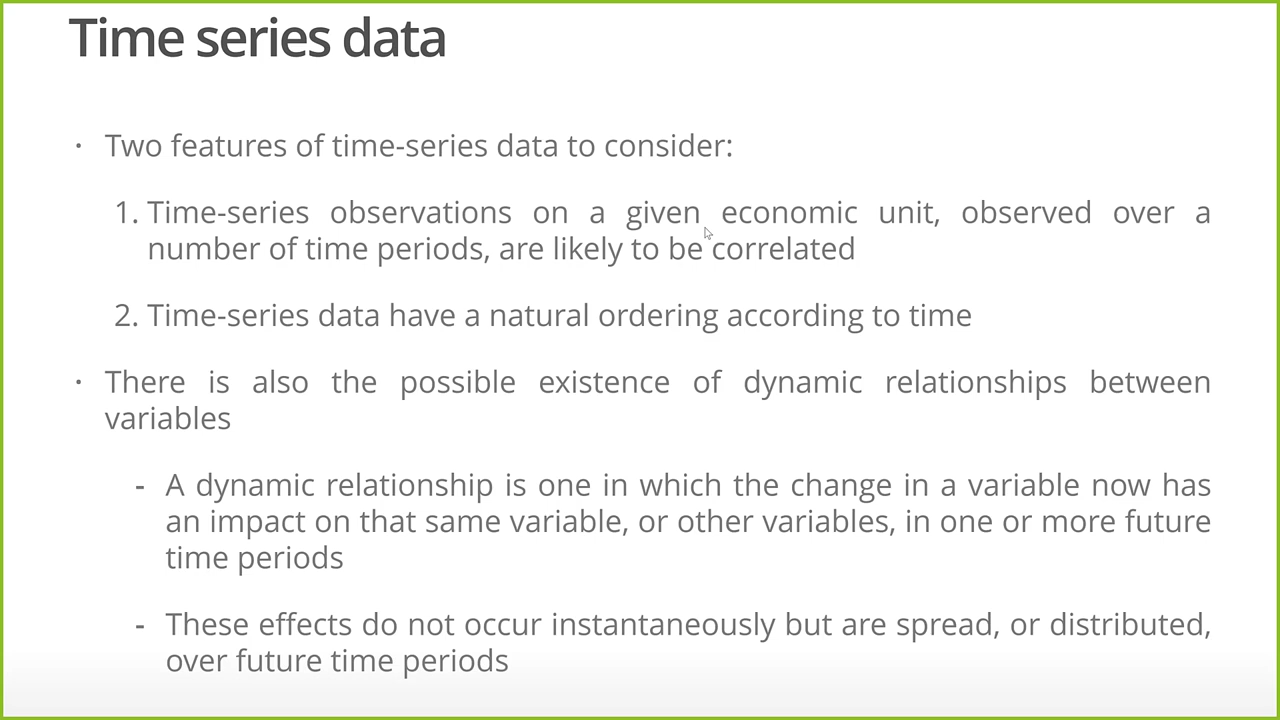 Time series data
· Two features of time-series data to consider:
1. Time-series observations on a given economic unit, observed over a
number of time periods, are likely to be correlated
2. Time-series data have a natural ordering according to time
· There is also the possible existence of dynamic relationships between
variables
- A dynamic relationship is one in which the change in a variable now has
an impact on that same variable, or other variables, in one or more future
time periods
- These effects do not occur instantaneously but are spread, or distributed,
over future time periods